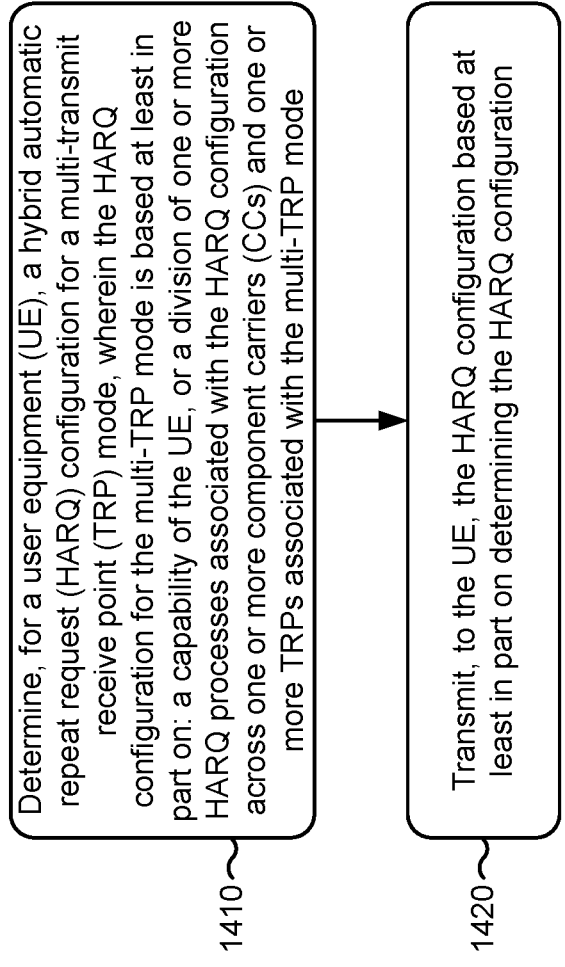 Determine, for a user equipment (UE), a hybrid automatic
repeat request (HARQ) configuration for a multi-transmit
receive point (TRP) mode, wherein the HARQ
configuration for the multi-TRP mode is based at least in
part on: a capability of the UE, or a division of one or more
HARQ processes associated with the HARQ configuration
across one or more component carriers (CCs) and one or
more TRPs associated with the multi-TRP mode
1410
Transmit, to the UE, the HARQ configuration based at
least in part on determining the HARQ configuration
1420